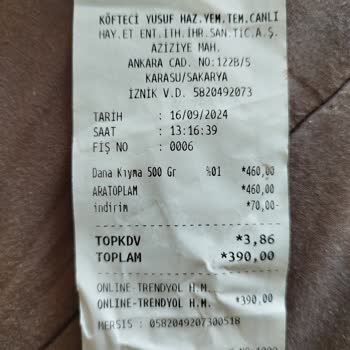 KÖFTECİ YUSUF HAZ.YEM.TEM.CANLI
HAY.ET ENT.İTH.İHR.SAN.TİC.A.Ş.
AZİZİYE MAH.
ANKARA CAD. NO:122B/5
KARASU/SAKARYA
İZNİK V.D. 5820492073
TARİH : 16/09/2024
SAAT : 13:16:39
FİŞ NO : 0006
Dana Kıyma 500 Gr %01 *460,00
ARATOPLAM *460,00
indirim *70,00-
TOPKDV *3,86
TOPLAM *390,00
ONLINE-TRENDYOL H.M.
ONLINE-TRENDYOL H.M. *390,00
MERSİS : 0582049207300518